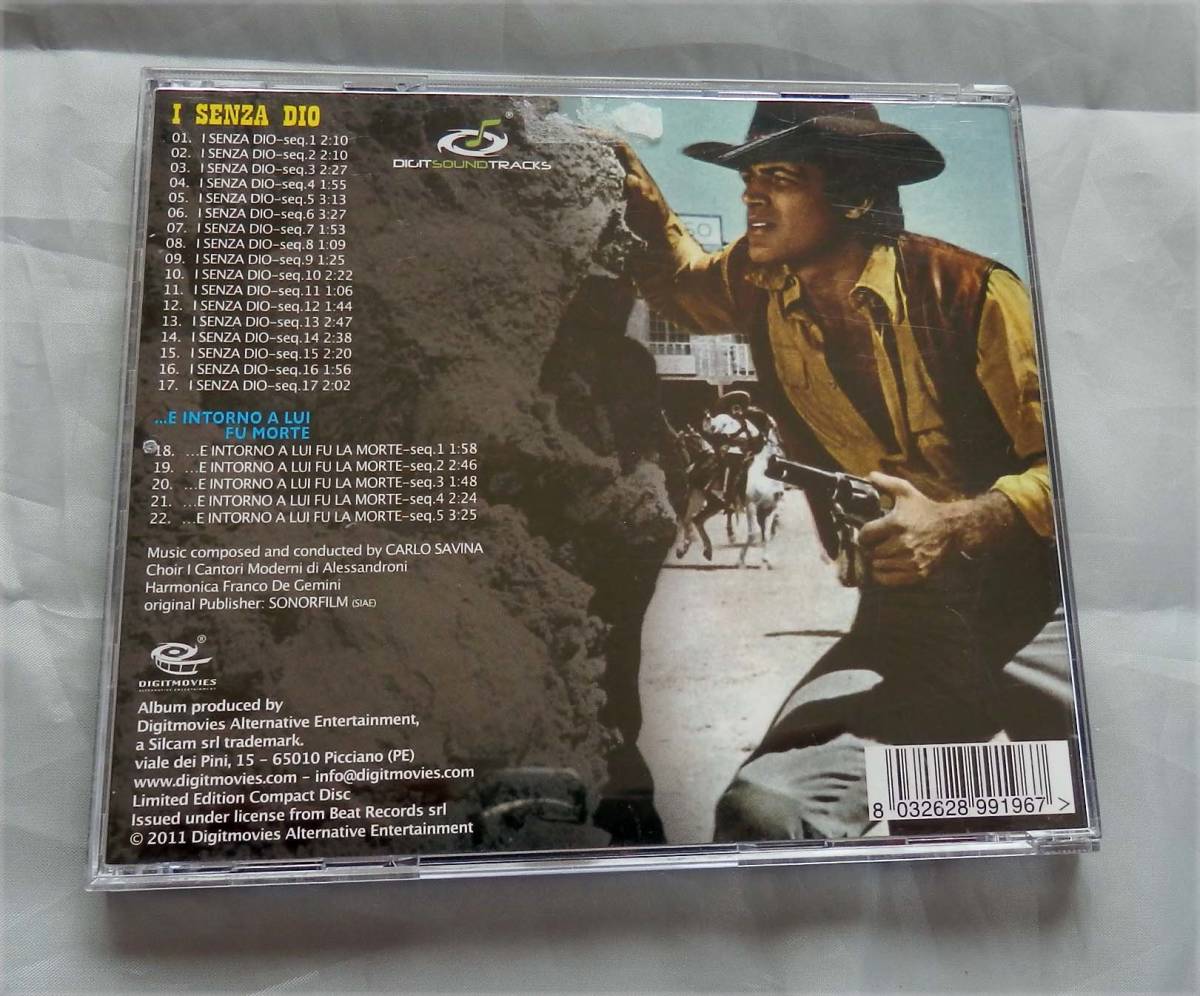 I SENZA DIO
01. I SENZA DIO-seq.1 2:10
02. I SENZA DIO-seq.2 2:10
03. I SENZA DIO-seq.3 2:27
04. I SENZA DIO-seq.4 1:55
05. I SENZA DIO-seq.5 3:13
06. I SENZA DIO-seq.6 3:27
07. I SENZA DIO-seq.7 1:53
08. I SENZA DIO-seq.8 1:09
09. I SENZA DIO-seq.9 1:25
10. I SENZA DIO-seq.10 2:22
11. I SENZA DIO-seq.11 1:06
12. I SENZA DIO-seq.12 1:44
13. I SENZA DIO-seq.13 2:47
14. I SENZA DIO-seq.14 2:38
15. I SENZA DIO-seq.15 2:20
16. I SENZA DIO-seq.16 1:56
17. I SENZA DIO-seq.17 2:02
...E INTORNO A LUI
FU MORTE
18. ...E INTORNO A LUI FU LA MORTE-seq.1 1:58
19. ...E INTORNO A LUI FU LA MORTE-seq.2 2:46
20. ...E INTORNO A LUI FU LA MORTE-seq.3 1:48
21. ...E INTORNO A LUI FU LA MORTE-seq.4 2:24
22. ...E INTORNO A LUI FU LA MORTE-seq.5 3:25
Music composed and conducted by CARLO SAVINA
Choir I Cantori Moderni di Alessandroni
Harmonica Franco De Gemini
original Publisher: SONORFILM (SIAE)
®
DIGITMOVIES
ALTERNATIVE ENTERTAINMENT
Album produced by
Digitmovies Alternative Entertainment,
a Silcam srl trademark.
viale dei Pini, 15 – 65010 Picciano (PE)
www.digitmovies.com – info@digitmovies.com
Limited Edition Compact Disc
Issued under license from Beat Records srl
© 2011 Digitmovies Alternative Entertainment
®
DIGITSOUNDTRACKS
8 032628 991967 >